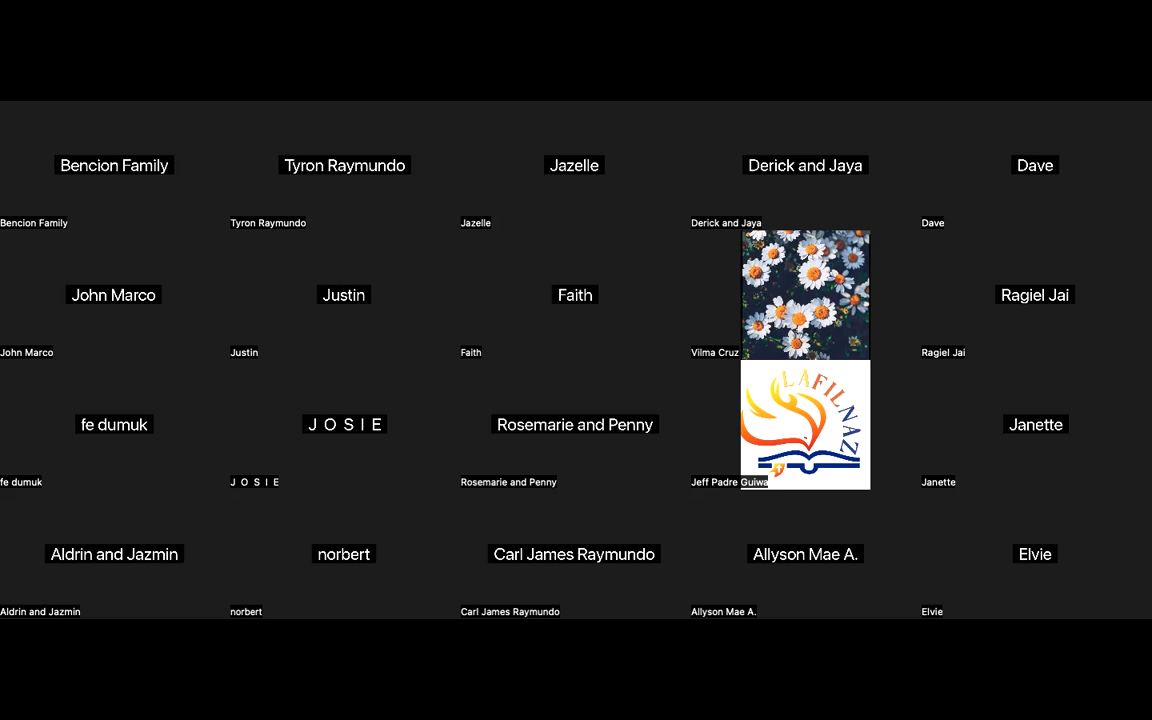 Bencion Family
Tyron Raymundo
Jazelle
Derick and Jaya
Dave
Bencion Family
Tyron Raymundo
Jazelle
Derick and Jaya
Dave
John Marco
Justin
Faith
Ragiel Jai
John Marco
Justin
Faith
Vilma Cruz
Ragiel Jai
LAFILNAZ
fe dumuk
J O S I E
Rosemarie and Penny
Janette
fe dumuk
J O S I E
Rosemarie and Penny
Jeff Padre Guiwa
Janette
Aldrin and Jazmin
norbert
Carl James Raymundo
Allyson Mae A.
Elvie
Aldrin and Jazmin
norbert
Carl James Raymundo
Allyson Mae A.
Elvie